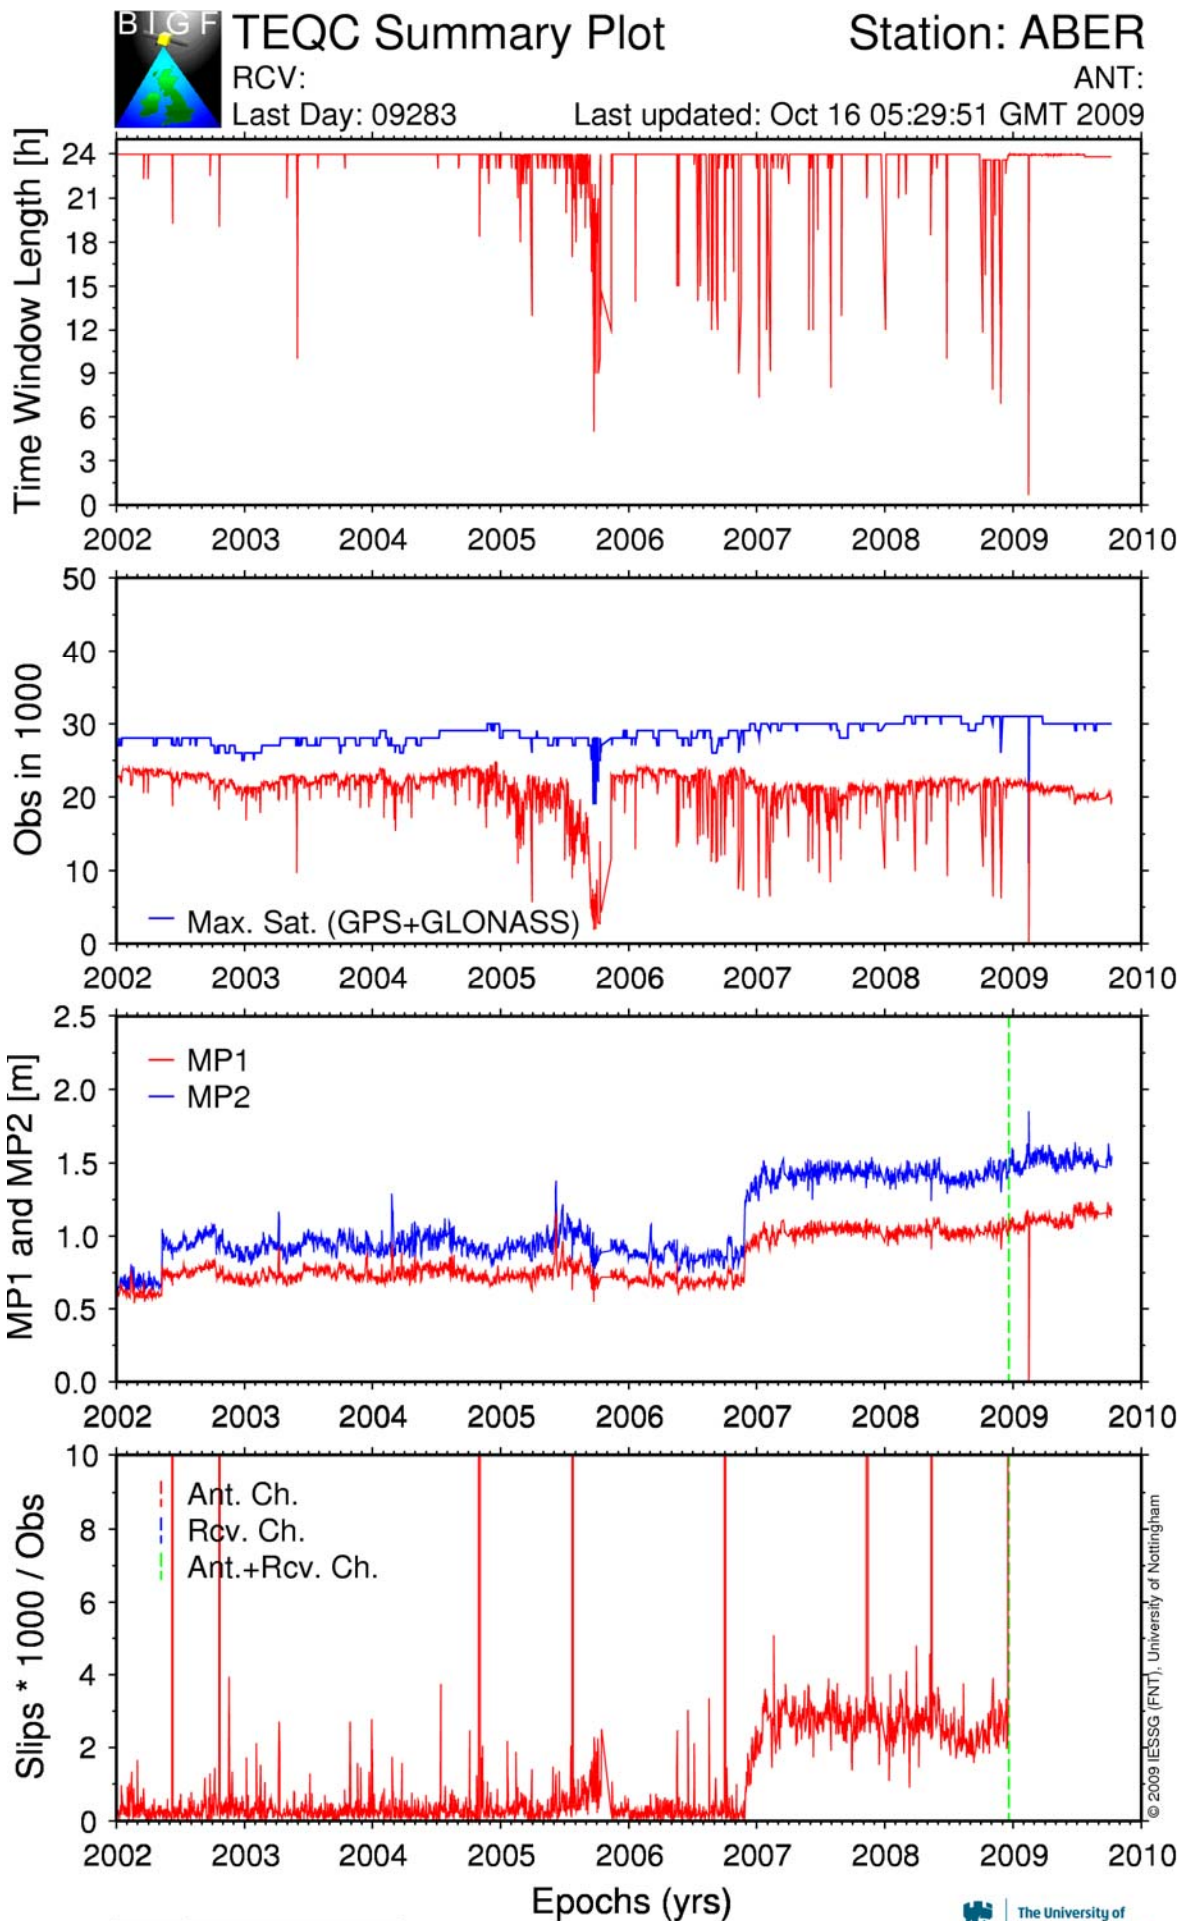 B I G F
TEQC Summary Plot
Station: ABER
RCV:
ANT:
Last Day: 09283
Last updated: Oct 16 05:29:51 GMT 2009
Time Window Length [h]
24
21
18
15
12
9
6
3
0
2002 2003 2004 2005 2006 2007 2008 2009 2010
Obs in 1000
50
40
30
20
10
0
Max. Sat. (GPS+GLONASS)
2002 2003 2004 2005 2006 2007 2008 2009 2010
MP1 and MP2 [m]
2.5
2.0
1.5
1.0
0.5
0.0
MP1
MP2
2002 2003 2004 2005 2006 2007 2008 2009 2010
Slips * 1000 / Obs
10
8
6
4
2
0
Ant. Ch.
Rcv. Ch.
Ant.+Rcv. Ch.
2002 2003 2004 2005 2006 2007 2008 2009 2010
Epochs (yrs)
© 2009 IESSG (FNT), University of Nottingham
The University of